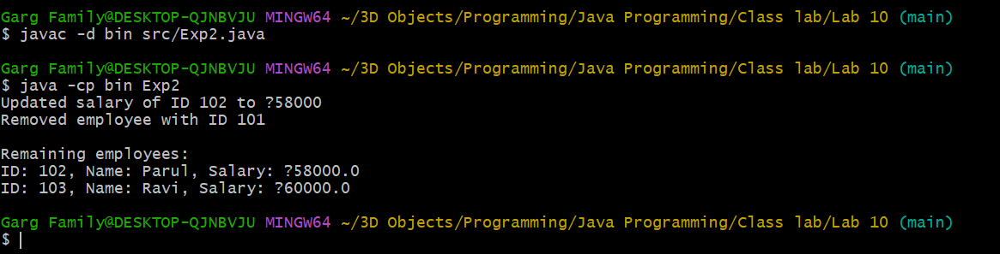 Garg Family@DESKTOP-QJNBVJU MINGW64 ~/3D Objects/Programming/Java Programming/Class lab/Lab 10 (main)
$ javac -d bin src/Exp2.java
Garg Family@DESKTOP-QJNBVJU MINGW64 ~/3D Objects/Programming/Java Programming/Class lab/Lab 10 (main)
$ java -cp bin Exp2
Updated salary of ID 102 to ?58000
Removed employee with ID 101
Remaining employees:
ID: 102, Name: Parul, Salary: ?58000.0
ID: 103, Name: Ravi, Salary: ?60000.0
Garg Family@DESKTOP-QJNBVJU MINGW64 ~/3D Objects/Programming/Java Programming/Class lab/Lab 10 (main)
$